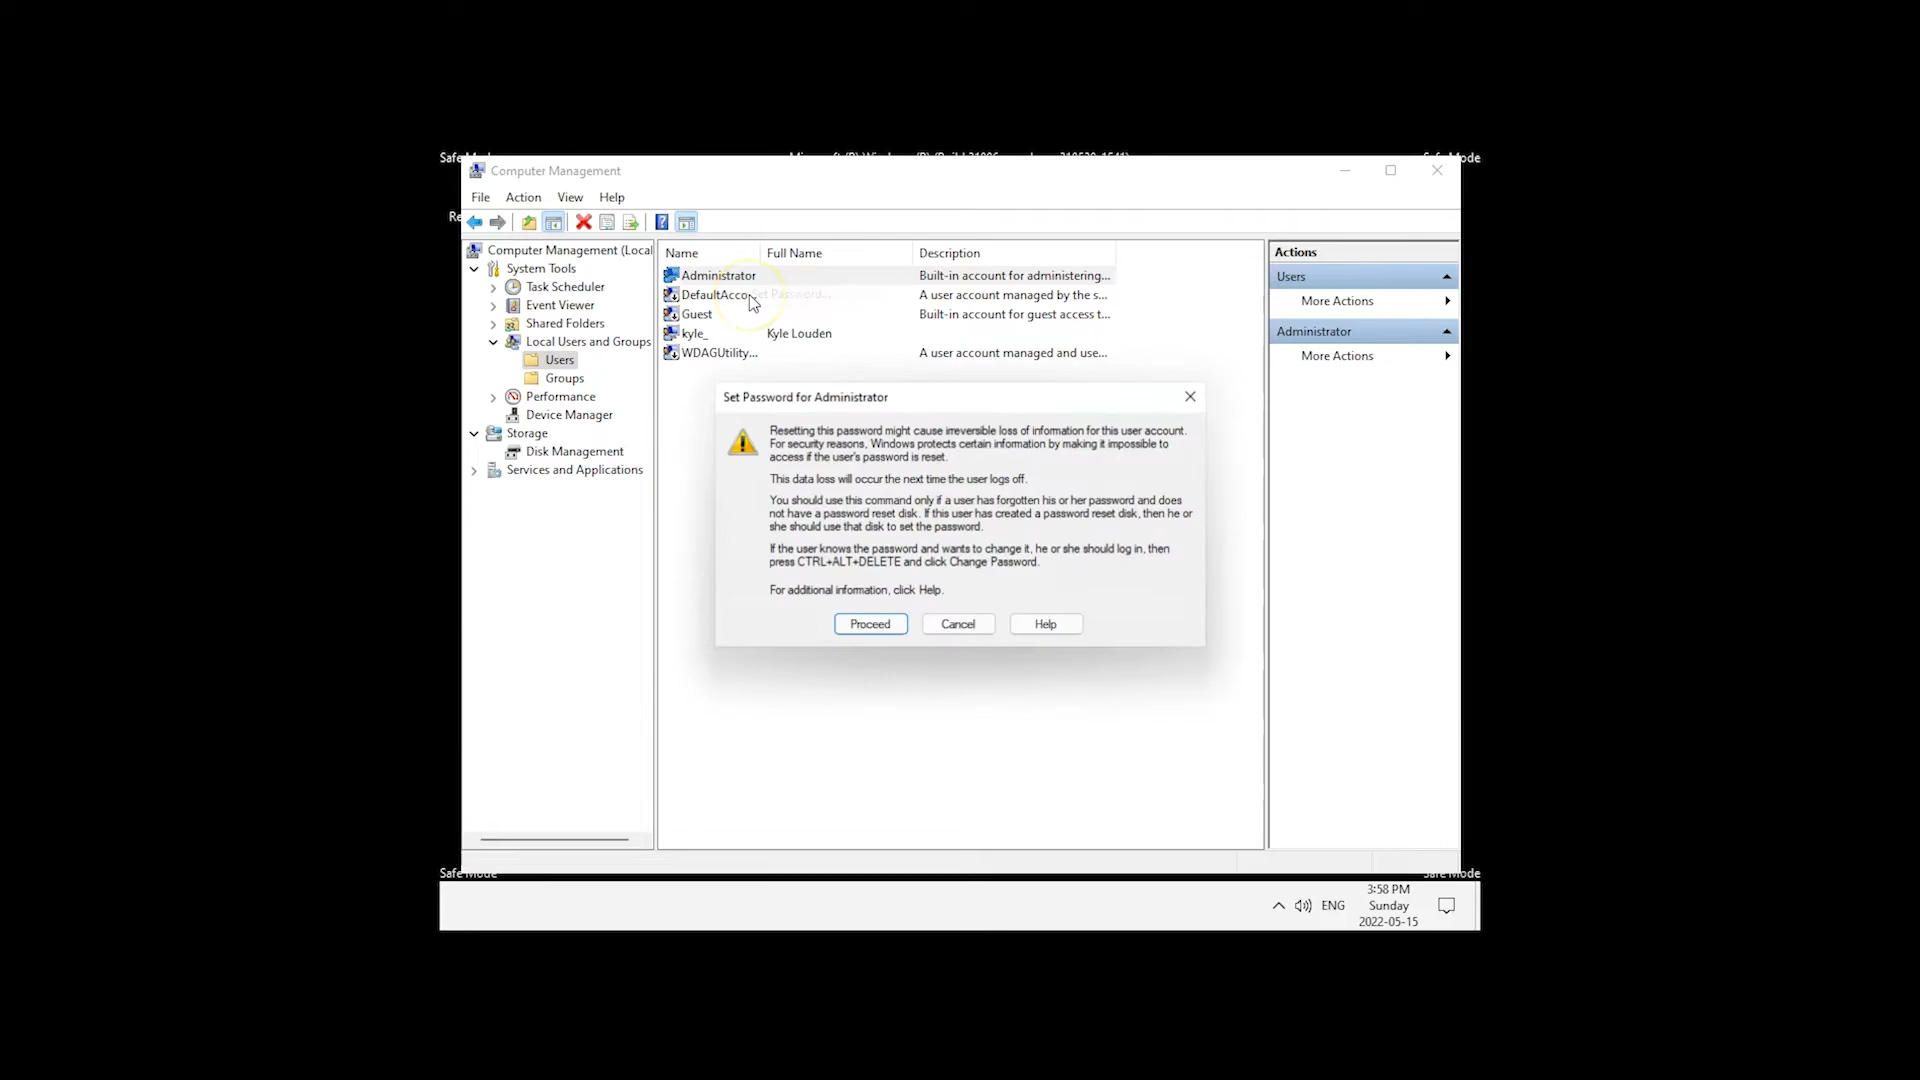 Safe Mode
Computer Management
File Action View Help
Computer Management (Local
System Tools
Task Scheduler
Event Viewer
Shared Folders
Local Users and Groups
Users
Groups
Performance
Device Manager
Storage
Disk Management
Services and Applications
Name Full Name Description
Administrator Built-in account for administering...
DefaultAcco Set Password... A user account managed by the s...
Guest Built-in account for guest access t...
kyle_ Kyle Louden
WDAGUtility... A user account managed and use...
Actions
Users
More Actions
Administrator
More Actions
Set Password for Administrator
Resetting this password might cause irreversible loss of information for this user account.
For security reasons, Windows protects certain information by making it impossible to
access if the user's password is reset.
This data loss will occur the next time the user logs off.
You should use this command only if a user has forgotten his or her password and does
not have a password reset disk. If this user has created a password reset disk, then he or
she should use that disk to set the password.
If the user knows the password and wants to change it, he or she should log in, then
press CTRL+ALT+DELETE and click Change Password.
For additional information, click Help.
Proceed Cancel Help
Safe Mode Safe Mode
ENG
3:58 PM
Sunday
2022-05-15